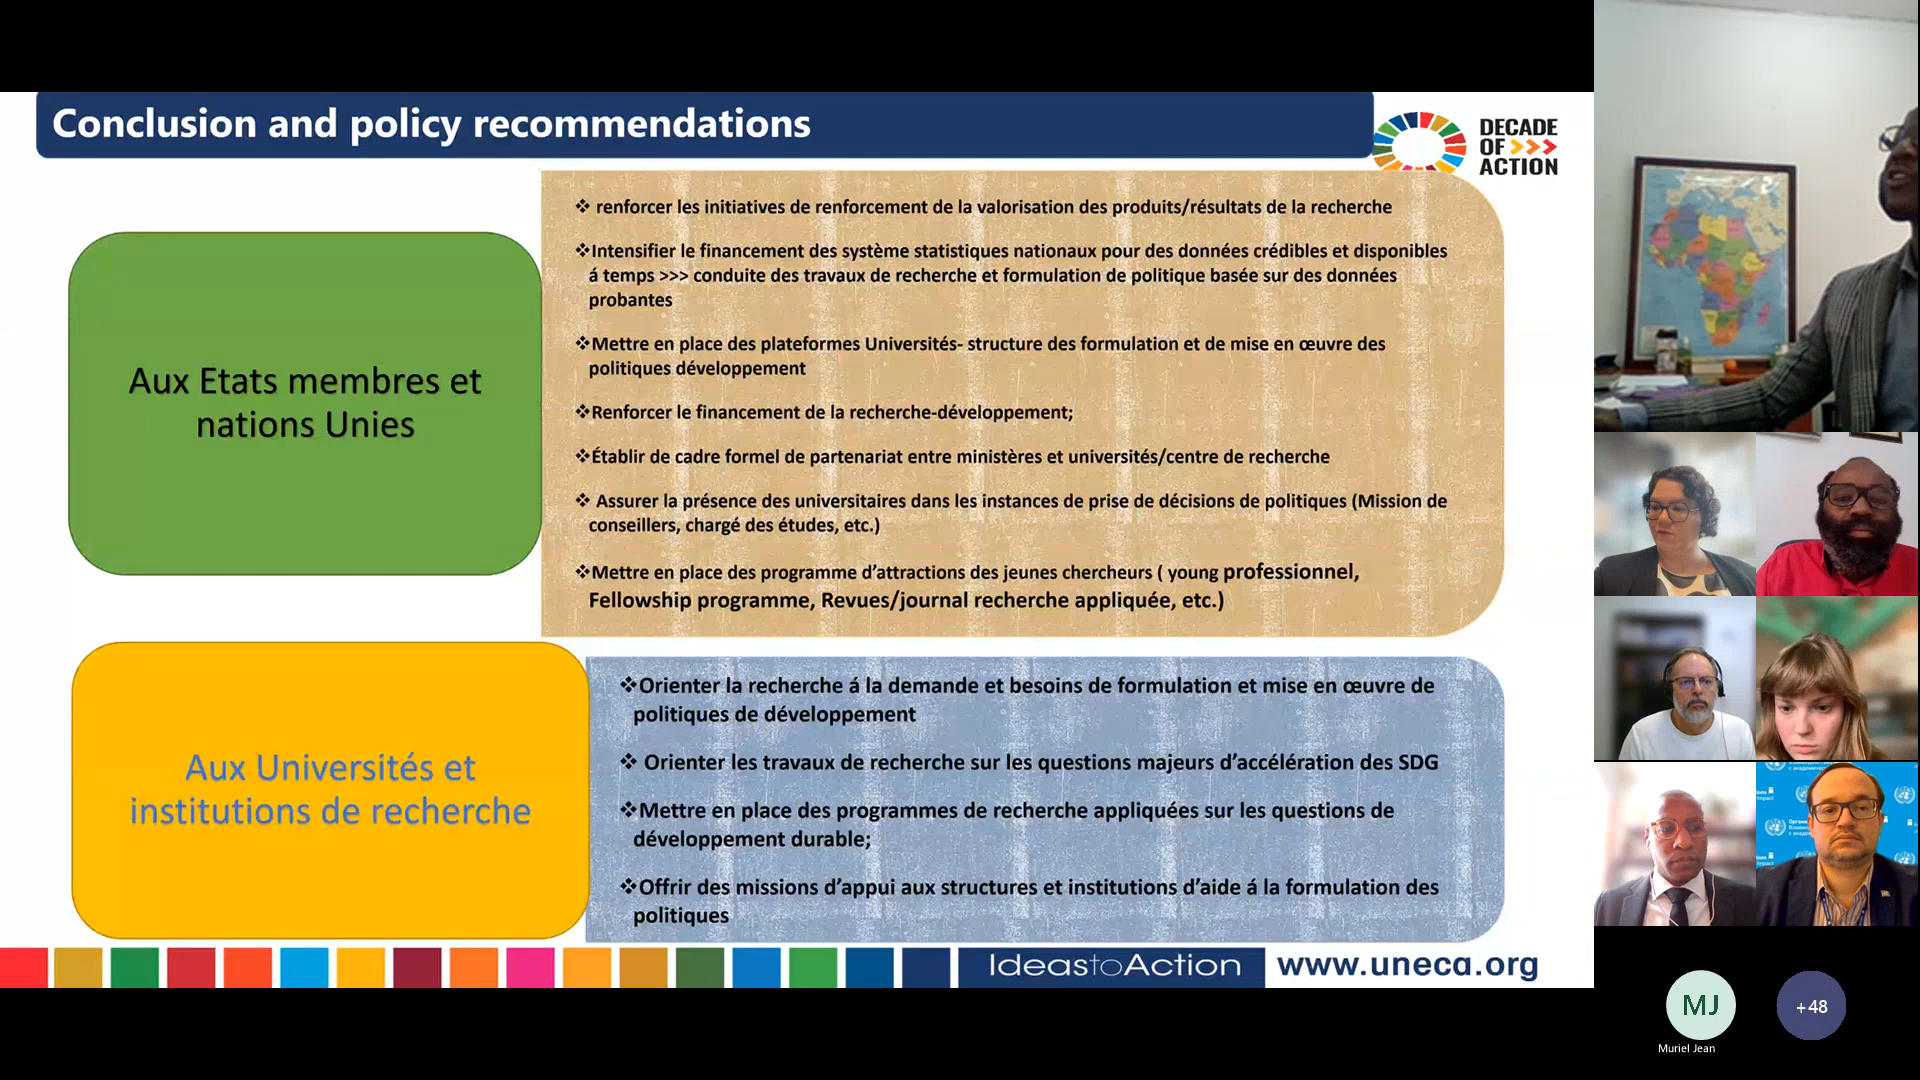 Conclusion and policy recommendations
DECADE
OF >>>
ACTION
Aux Etats membres et
nations Unies
❖ renforcer les initiatives de renforcement de la valorisation des produits/résultats de la recherche
❖Intensifier le financement des système statistiques nationaux pour des données crédibles et disponibles
á temps >>> conduite des travaux de recherche et formulation de politique basée sur des données
probantes
❖Mettre en place des plateformes Universités- structure des formulation et de mise en œuvre des
politiques développement
❖Renforcer le financement de la recherche-développement;
❖Établir de cadre formel de partenariat entre ministères et universités/centre de recherche
❖ Assurer la présence des universitaires dans les instances de prise de décisions de politiques (Mission de
conseillers, chargé des études, etc.)
❖Mettre en place des programme d’attractions des jeunes chercheurs ( young professionnel,
Fellowship programme, Revues/journal recherche appliquée, etc.)
Aux Universités et
institutions de recherche
❖Orienter la recherche á la demande et besoins de formulation et mise en œuvre de
politiques de développement
❖ Orienter les travaux de recherche sur les questions majeurs d’accélération des SDG
❖Mettre en place des programmes de recherche appliquées sur les questions de
développement durable;
❖Offrir des missions d’appui aux structures et institutions d’aide á la formulation des
politiques
IdeastoAction
www.uneca.org
MJ
+48
Muriel Jean